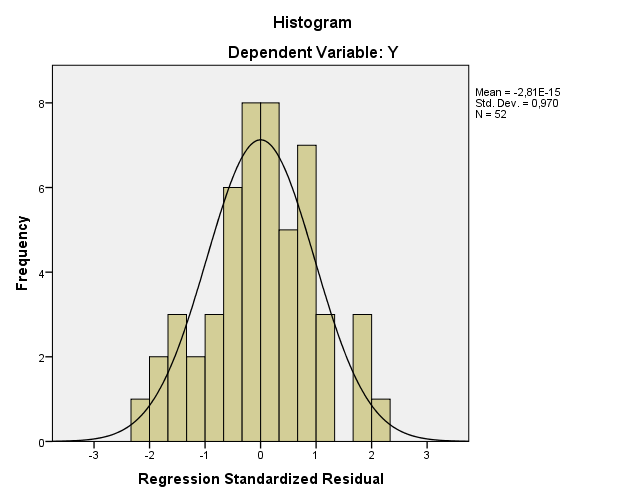 Histogram
Dependent Variable: Y
Mean = -2,81E-15
Std. Dev. = 0,970
N = 52
Frequency
8
6
4
2
0
-3 -2 -1 0 1 2 3
Regression Standardized Residual